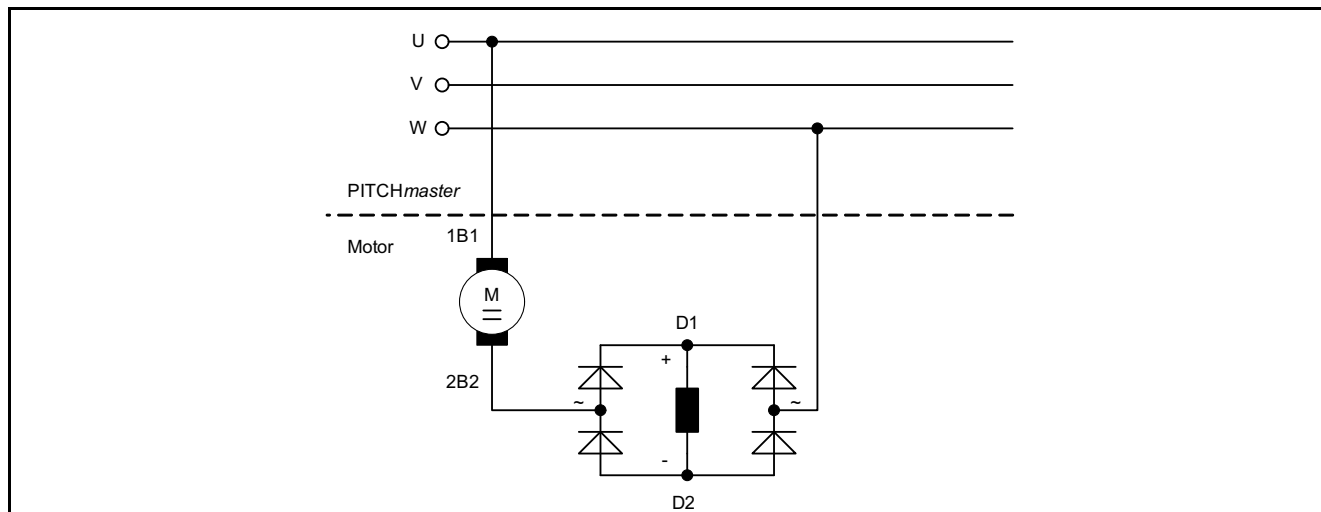 U
V
W
PITCHmaster
Motor
1B1
M
2B2
D1
+
~
~
-
D2